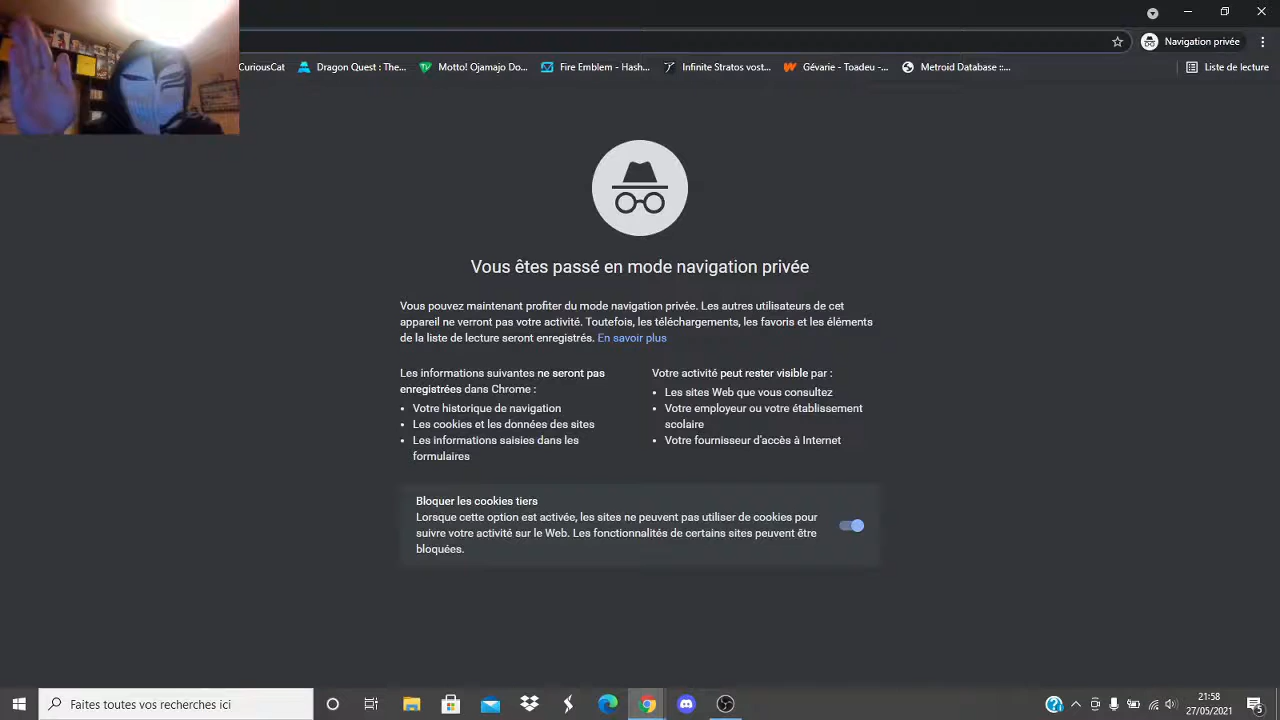 Navigation privée
CuriousCat
Dragon Quest : The...
Motto! Ojamajo Do...
Fire Emblem - Hash...
Infinite Stratos vost...
Gévarie - Toadeu -...
Metroid Database ::...
Liste de lecture
Vous êtes passé en mode navigation privée
Vous pouvez maintenant profiter du mode navigation privée. Les autres utilisateurs de cet
appareil ne verront pas votre activité. Toutefois, les téléchargements, les favoris et les éléments
de la liste de lecture seront enregistrés. En savoir plus
Les informations suivantes ne seront pas
enregistrées dans Chrome :
Votre historique de navigation
Les cookies et les données des sites
Les informations saisies dans les
formulaires
Votre activité peut rester visible par :
Les sites Web que vous consultez
Votre employeur ou votre établissement
scolaire
Votre fournisseur d'accès à Internet
Bloquer les cookies tiers
Lorsque cette option est activée, les sites ne peuvent pas utiliser de cookies pour
suivre votre activité sur le Web. Les fonctionnalités de certains sites peuvent être
bloquées.
Faites toutes vos recherches ici
21:58
27/05/2021